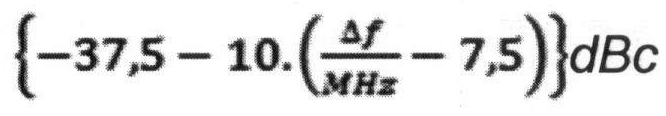 {−37,5 − 10.(Δf/MHz − 7,5)}dBc